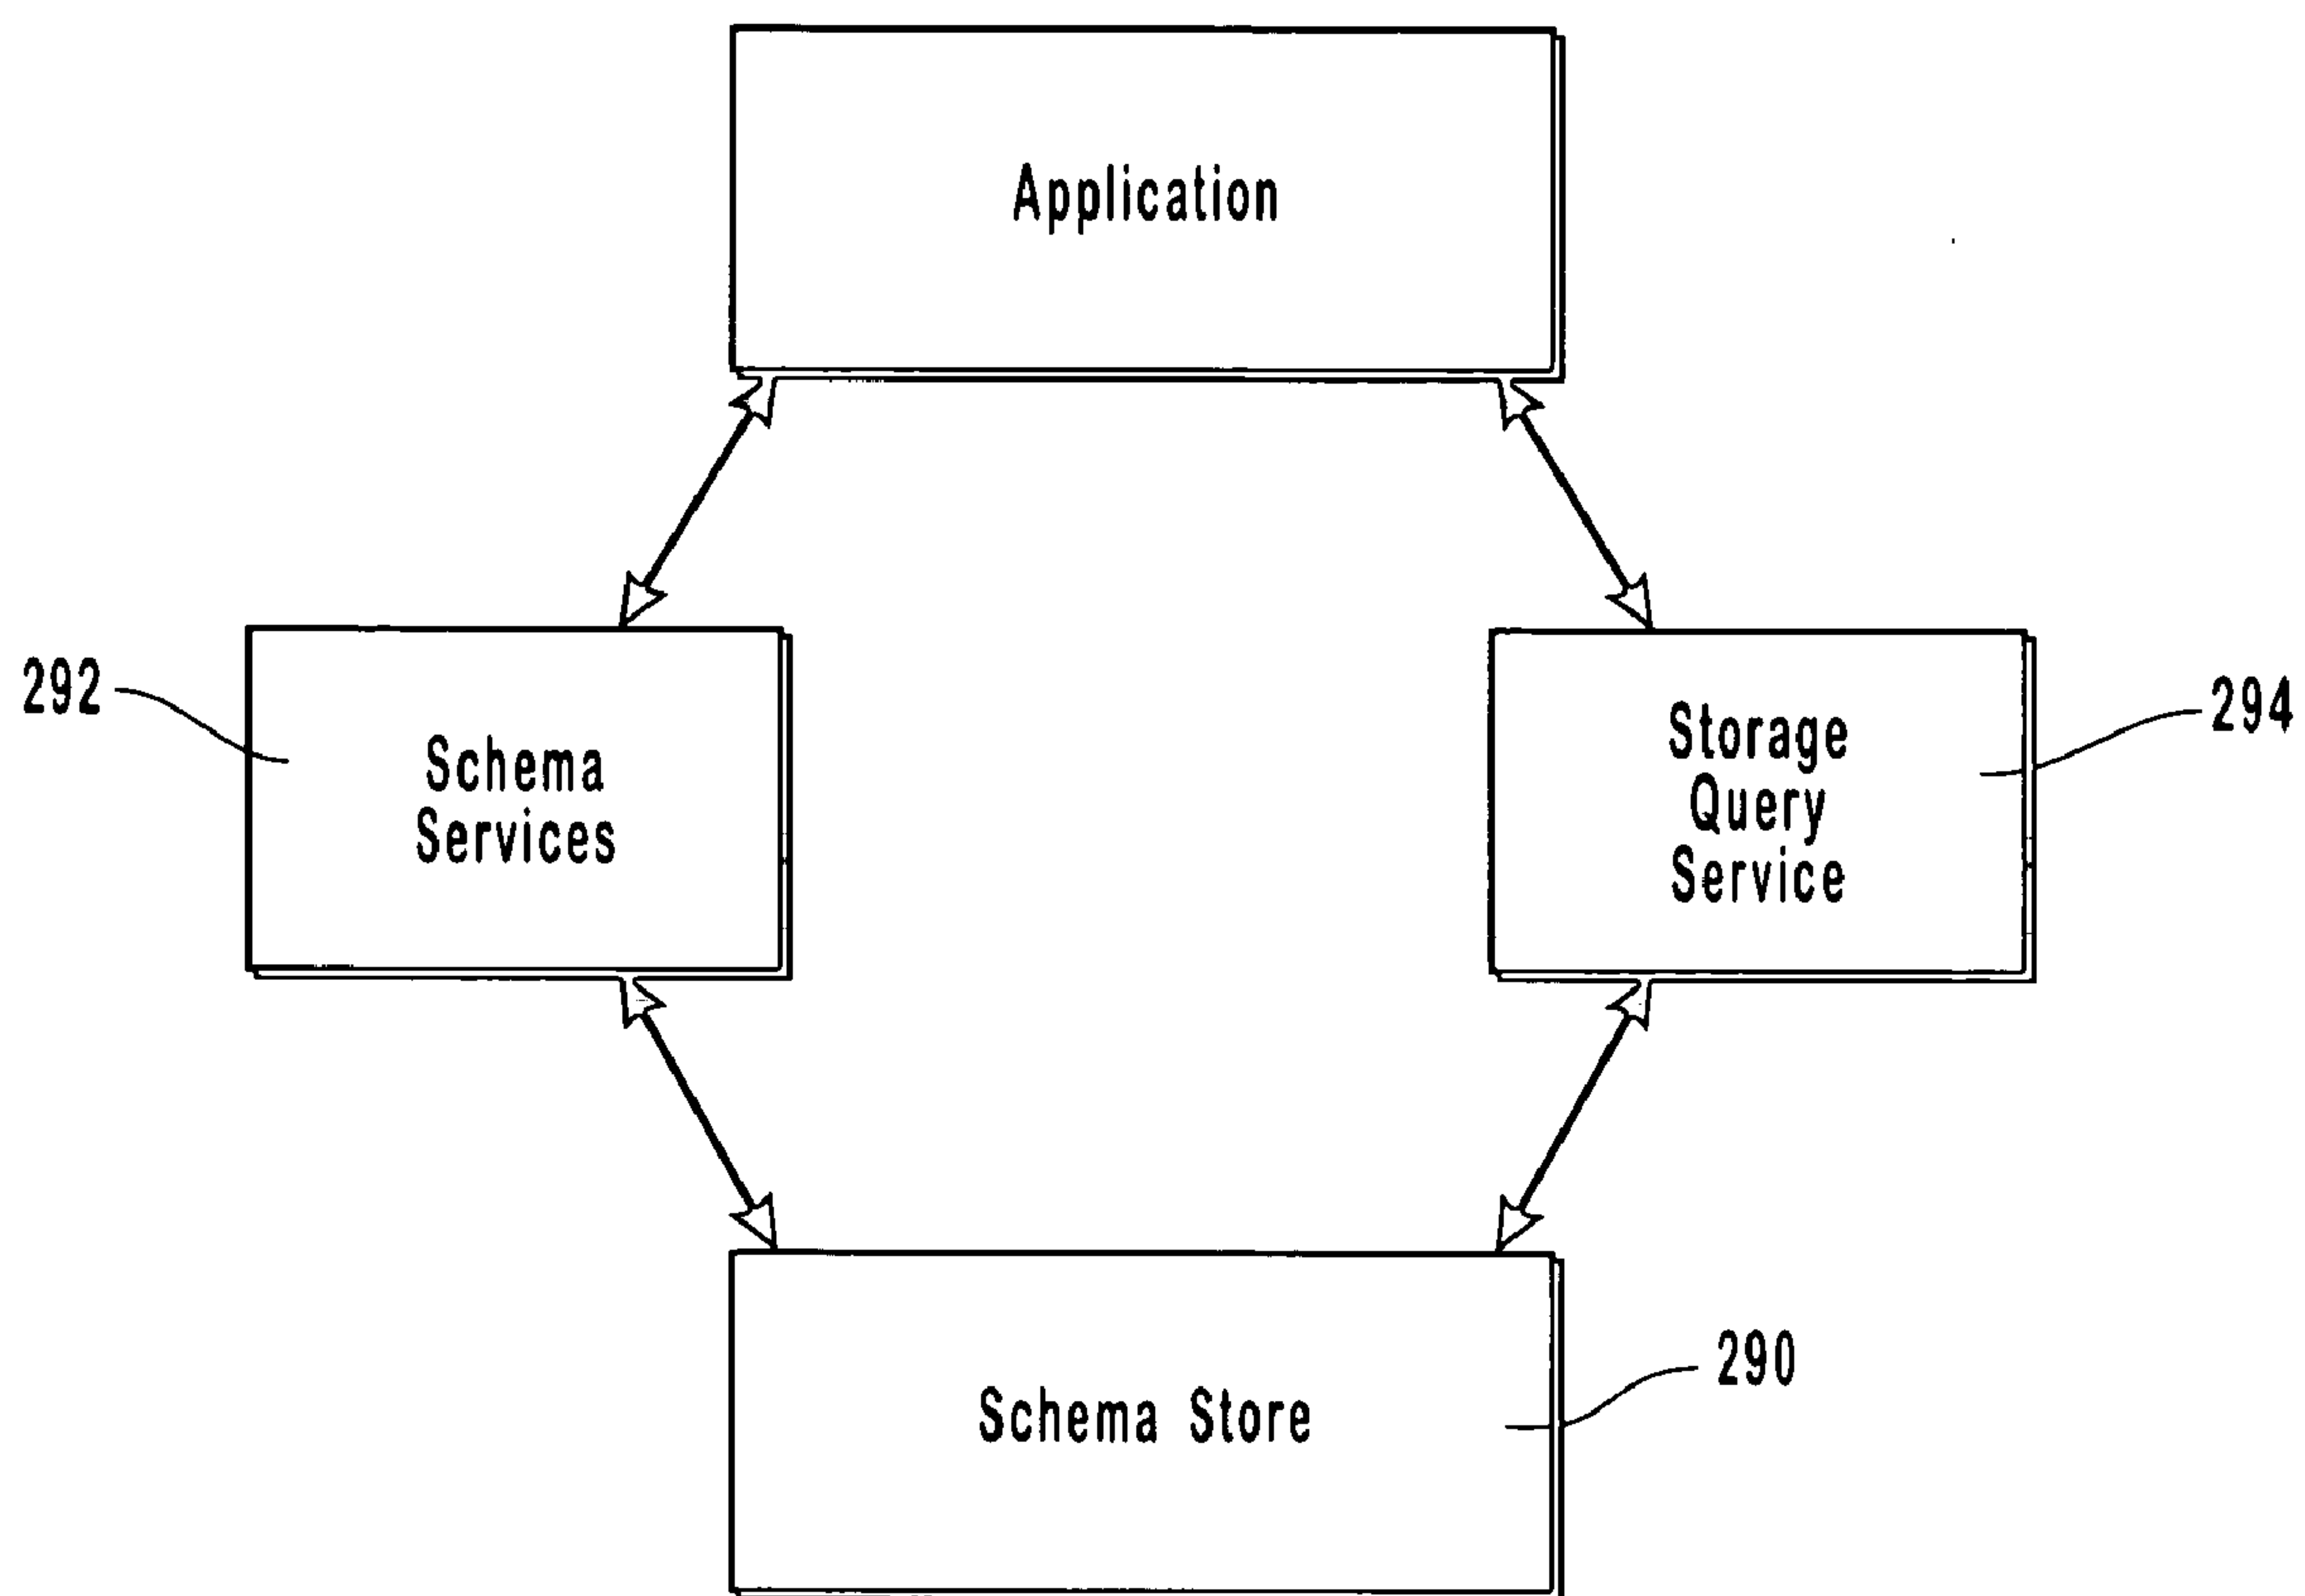 Application
292
Schema
Services
Storage
Query
Service
294
Schema Store
290